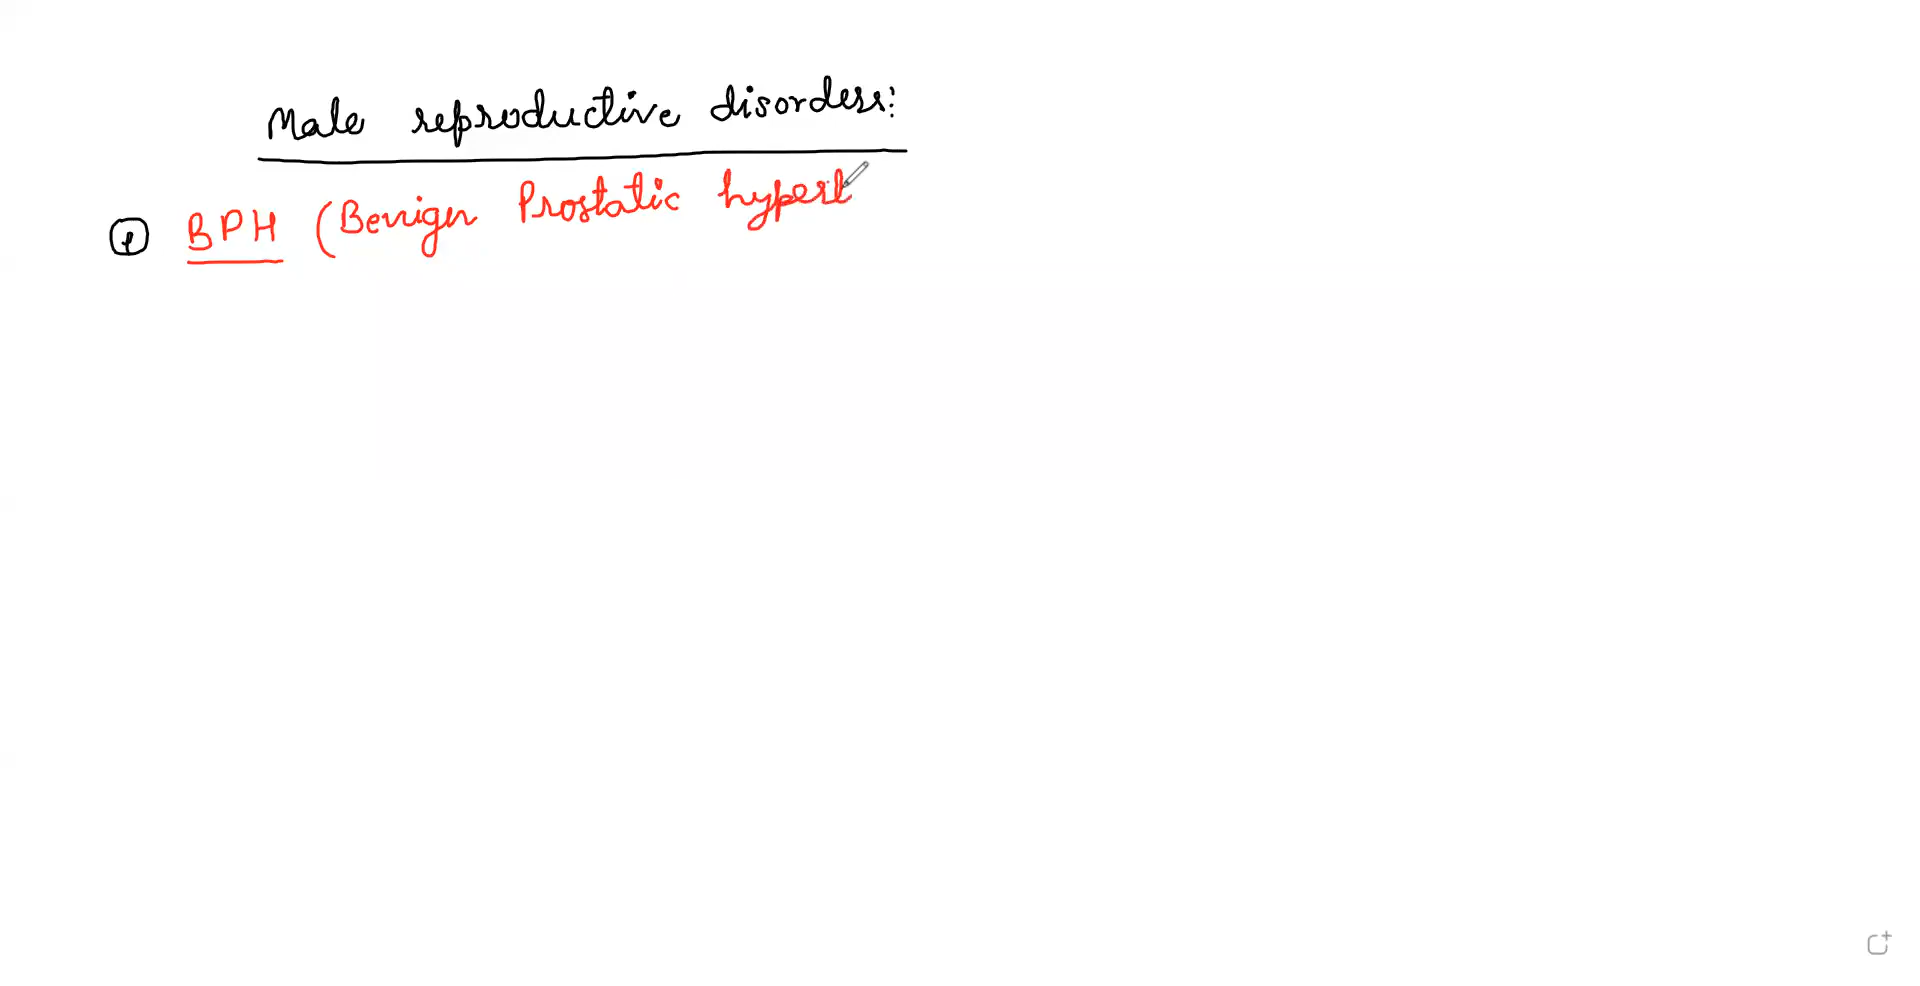 Male reproductive disorders:
① BPH (Benign Prostatic hypert